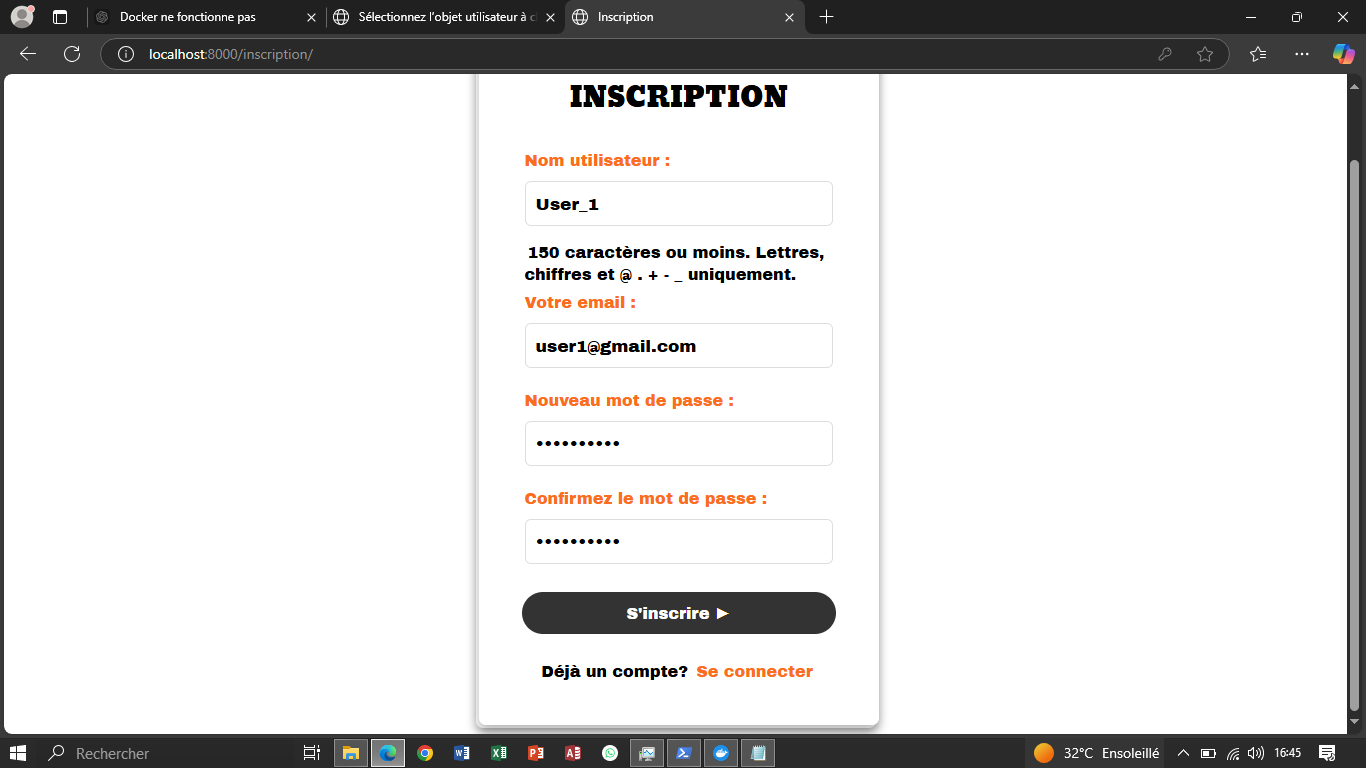 Docker ne fonctionne pas
Sélectionnez l'objet utilisateur à
Inscription
localhost:8000/inscription/
INSCRIPTION
Nom utilisateur :
User_1
150 caractères ou moins. Lettres,
chiffres et @ . + - _ uniquement.
Votre email :
user1@gmail.com
Nouveau mot de passe :
••••••••••
Confirmez le mot de passe :
••••••••••
S'inscrire ►
Déjà un compte? Se connecter
Rechercher
32°C Ensoleillé
16:45